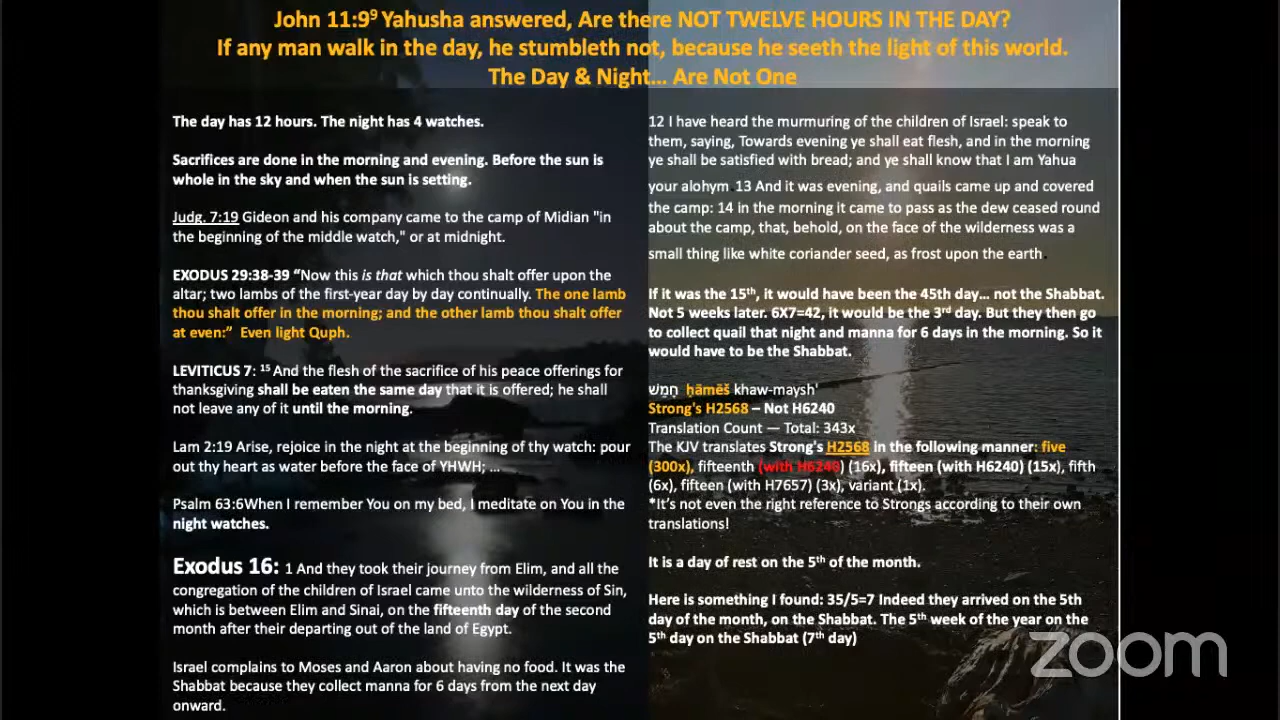 John 11:9⁹ Yahusha answered, Are there NOT TWELVE HOURS IN THE DAY?
If any man walk in the day, he stumbleth not, because he seeth the light of this world.
The Day & Night... Are Not One
The day has 12 hours. The night has 4 watches.
Sacrifices are done in the morning and evening. Before the sun is
whole in the sky and when the sun is setting.
Judg. 7:19 Gideon and his company came to the camp of Midian "in
the beginning of the middle watch," or at midnight.
EXODUS 29:38-39 “Now this is that which thou shalt offer upon the
altar; two lambs of the first-year day by day continually. The one lamb
thou shalt offer in the morning; and the other lamb thou shalt offer
at even:” Even light Quph.
LEVITICUS 7: ¹⁵ And the flesh of the sacrifice of his peace offerings for
thanksgiving shall be eaten the same day that it is offered; he shall
not leave any of it until the morning.
Lam 2:19 Arise, rejoice in the night at the beginning of thy watch: pour
out thy heart as water before the face of YHWH; ...
Psalm 63:6When I remember You on my bed, I meditate on You in the
night watches.
Exodus 16: 1 And they took their journey from Elim, and all the
congregation of the children of Israel came unto the wilderness of Sin,
which is between Elim and Sinai, on the fifteenth day of the second
month after their departing out of the land of Egypt.
Israel complains to Moses and Aaron about having no food. It was the
Shabbat because they collect manna for 6 days from the next day
onward.
12 I have heard the murmuring of the children of Israel: speak to
them, saying, Towards evening ye shall eat flesh, and in the morning
ye shall be satisfied with bread; and ye shall know that I am Yahua
your alohym 13 And it was evening, and quails came up and covered
the camp: 14 in the morning it came to pass as the dew ceased round
about the camp, that, behold, on the face of the wilderness was a
small thing like white coriander seed, as frost upon the earth
If it was the 15th, it would have been the 45th day... not the Shabbat.
Not 5 weeks later. 6X7=42, it would be the 3rd day. But they then go
to collect quail that night and manna for 6 days in the morning. So it
would have to be the Shabbat.
חָמֵשׁ ḥāmēš khaw-maysh'
Strong's H2568 – Not H6240
Translation Count — Total: 343x
The KJV translates Strong's H2568 in the following manner: five
(300x), fifteenth (with H6240) (16x), fifteen (with H6240) (15x), fifth
(6x), fifteen (with H7657) (3x), variant (1x).
*It’s not even the right reference to Strongs according to their own
translations!
It is a day of rest on the 5th of the month.
Here is something I found: 35/5=7 Indeed they arrived on the 5th
day of the month, on the Shabbat. The 5th week of the year on the
5th day on the Shabbat (7th day)
zoom